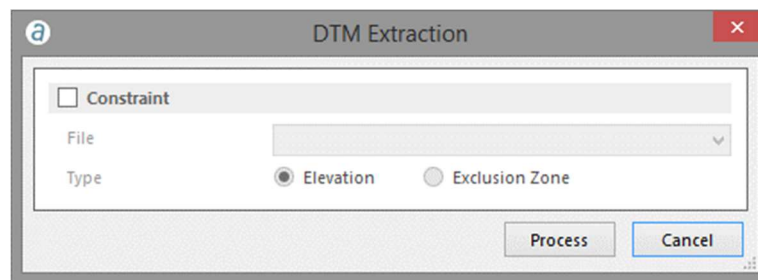 a
DTM Extraction
Constraint
File
Type
Elevation Exclusion Zone
Process Cancel